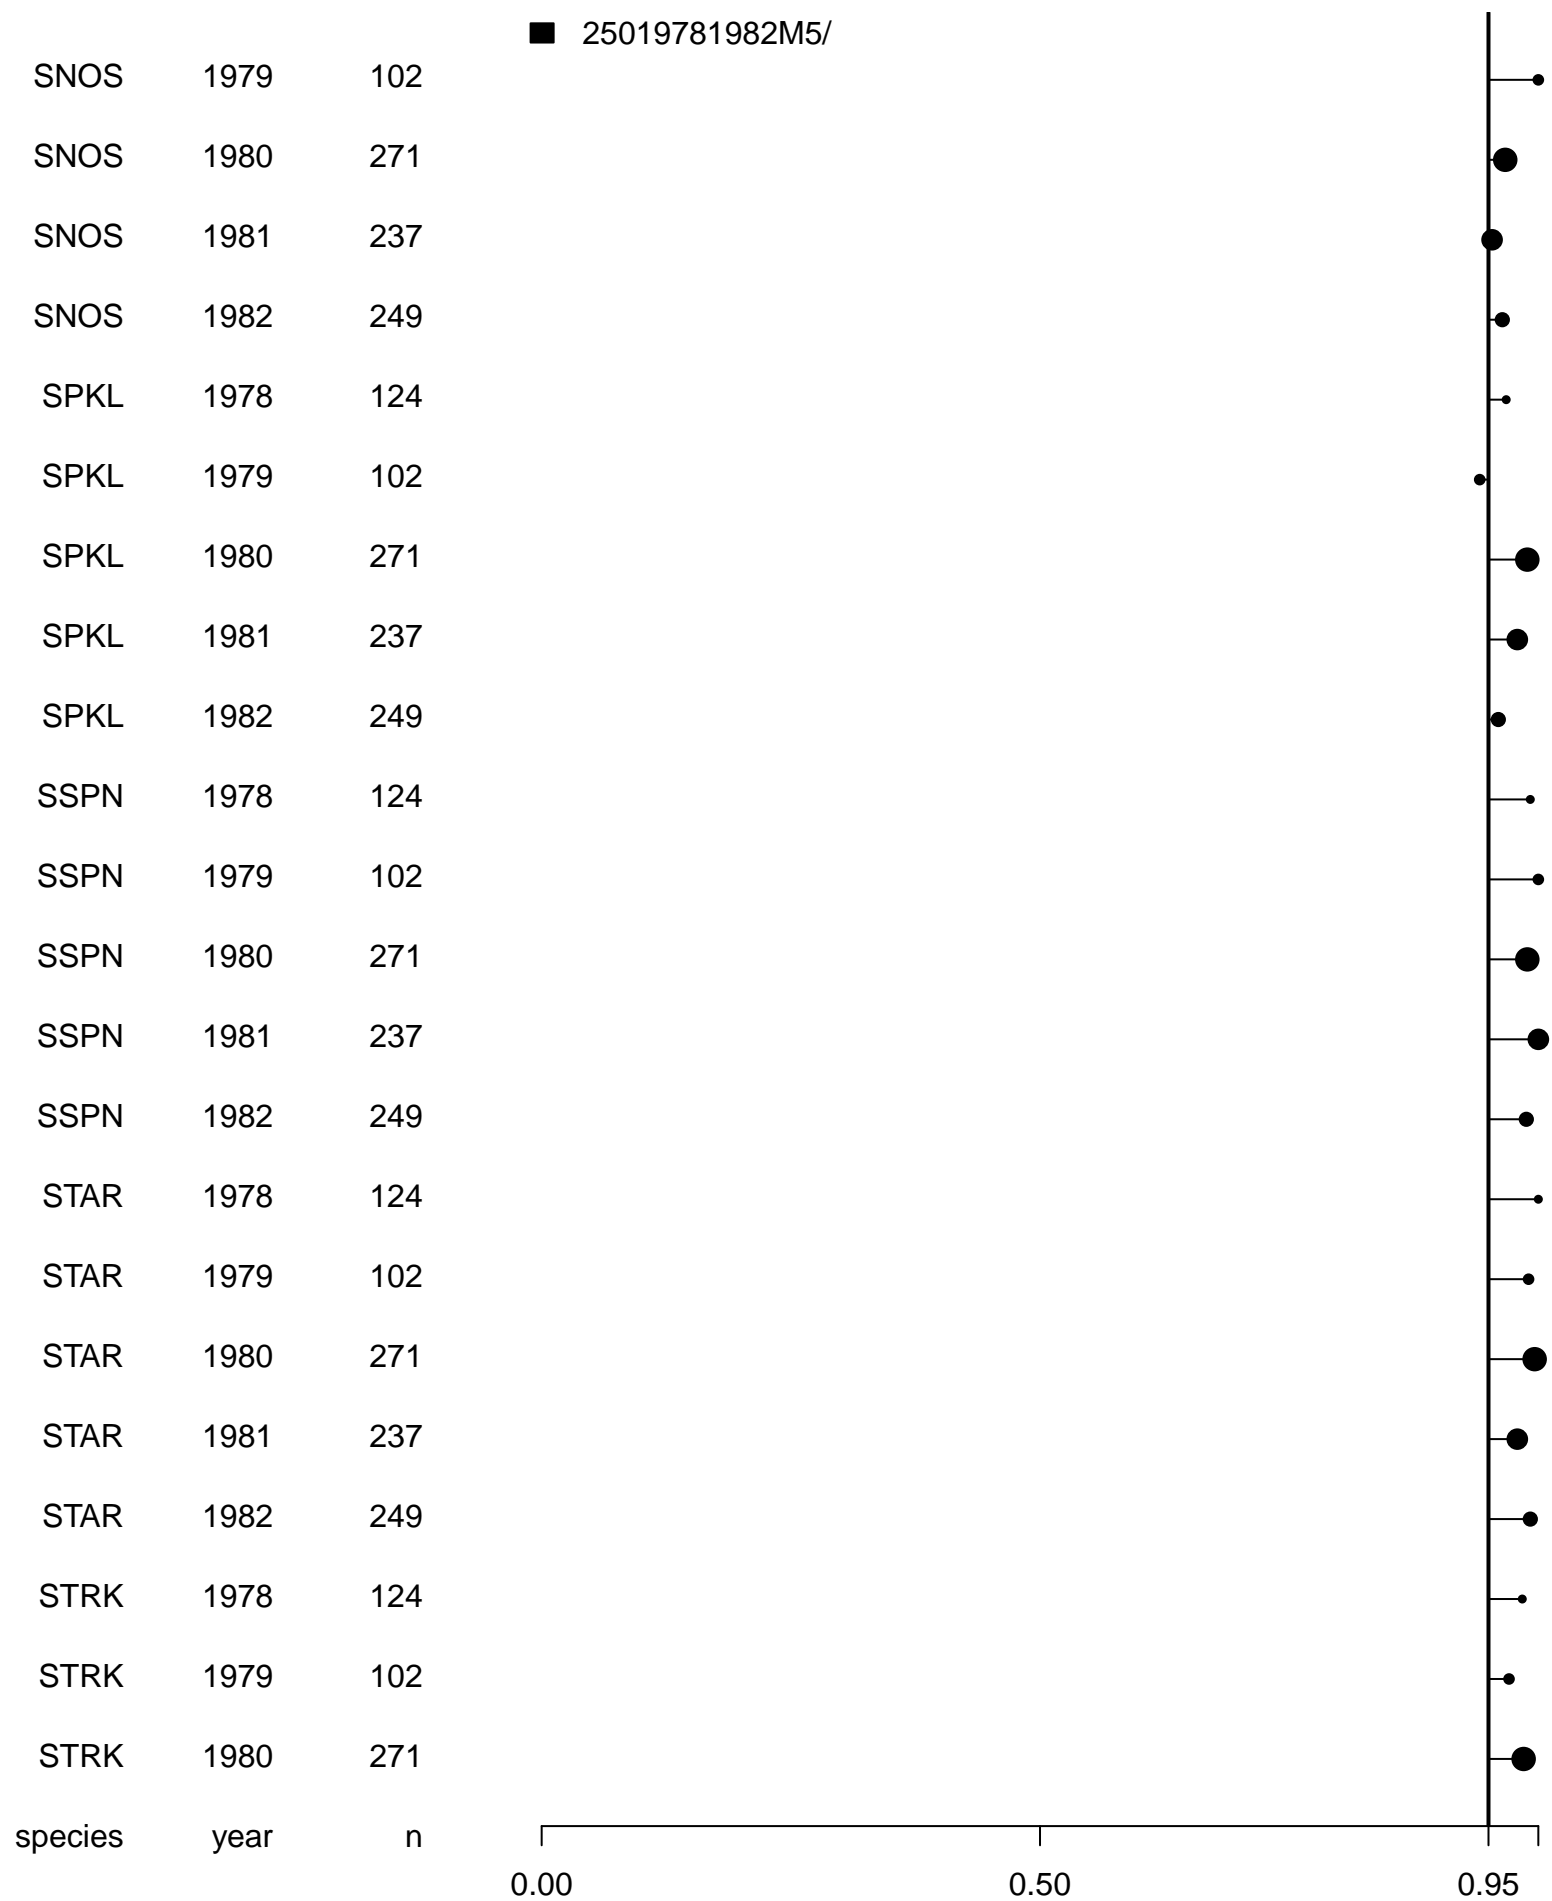 25019781982M5/
SNOS 1979 102
SNOS 1980 271
SNOS 1981 237
SNOS 1982 249
SPKL 1978 124
SPKL 1979 102
SPKL 1980 271
SPKL 1981 237
SPKL 1982 249
SSPN 1978 124
SSPN 1979 102
SSPN 1980 271
SSPN 1981 237
SSPN 1982 249
STAR 1978 124
STAR 1979 102
STAR 1980 271
STAR 1981 237
STAR 1982 249
STRK 1978 124
STRK 1979 102
STRK 1980 271
species year n
0.00 0.50 0.95